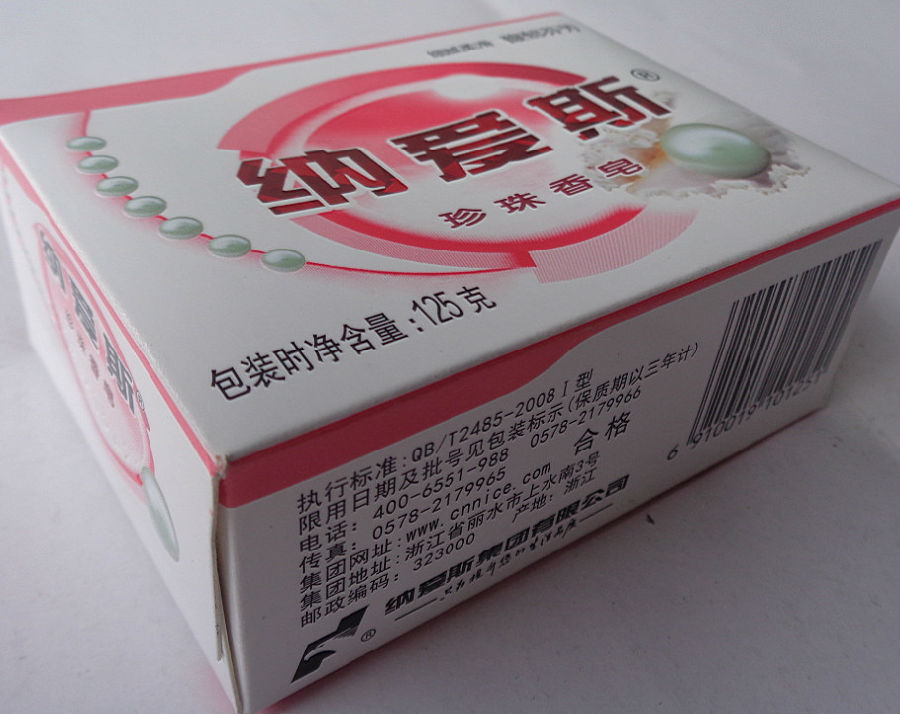 纳爱斯®
珍珠香皂
包装时净含量:125克
纳爱斯®
执行标准:QB/T2485-2008 I型
限用日期及批号见包装标示(保质期以三年计)
电话: 400-6551-988 0578-2179966
传真: 0578-2179965 合格
集团网址:www.cnnice.com
集团地址:浙江省丽水市上水南3号
邮政编码: 323000 产地: 浙江
纳爱斯集团有限公司
®